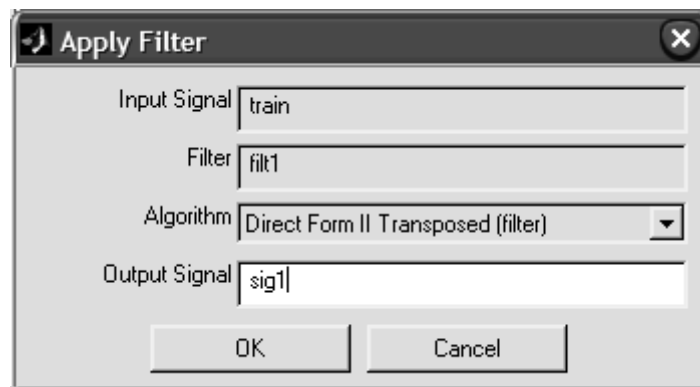 Apply Filter
Input Signal train
Filter filt1
Algorithm Direct Form II Transposed (filter)
Output Signal sig1
OK Cancel